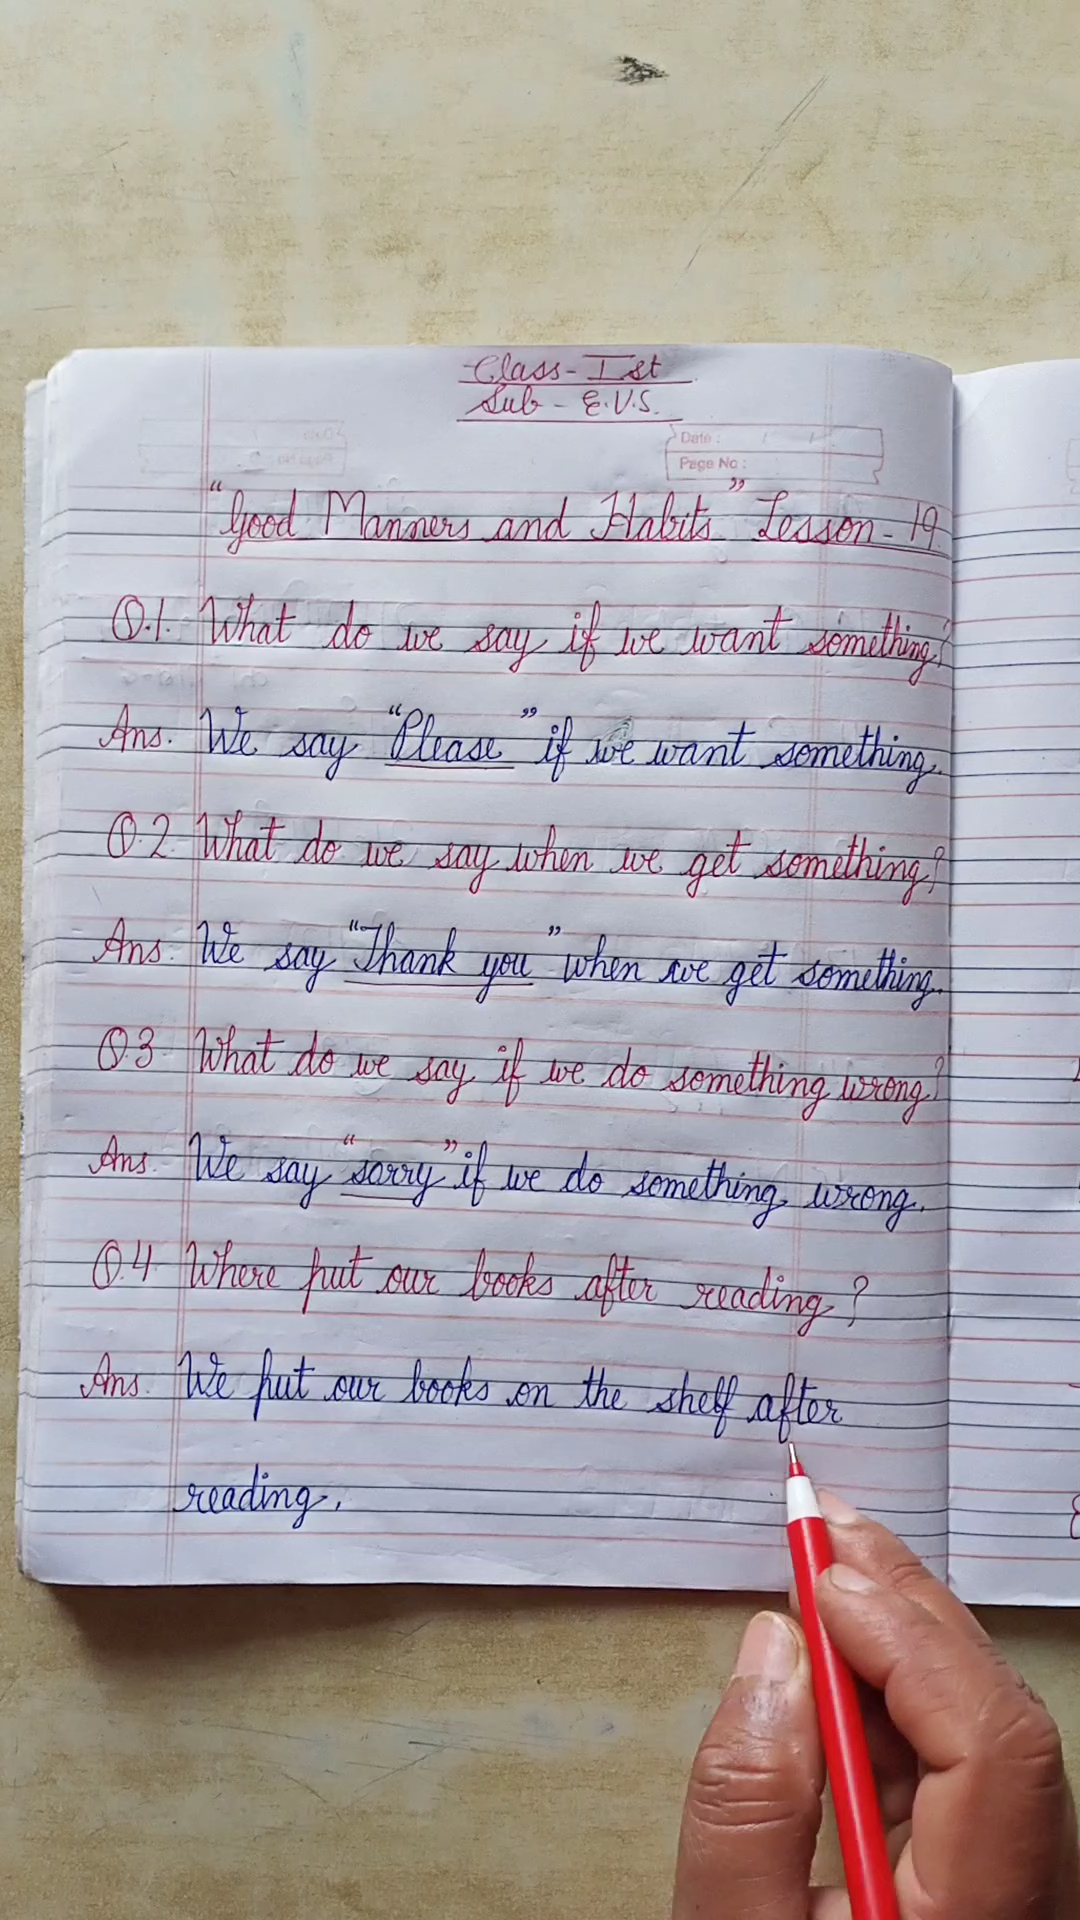 Class-Ist
Sub - E.V.S.
Date :
Page No :
"Good Manners and Habits" Lesson - 19
Q.1. What do we say if we want something?
Ans. We say "Please" if we want something.
Q.2 What do we say when we get something?
Ans. We say "Thank you" when we get something.
Q.3 What do we say if we do something wrong?
Ans. We say "sorry" if we do something wrong.
Q.4 Where put our books after reading?
Ans. We put our books on the shelf after
reading.